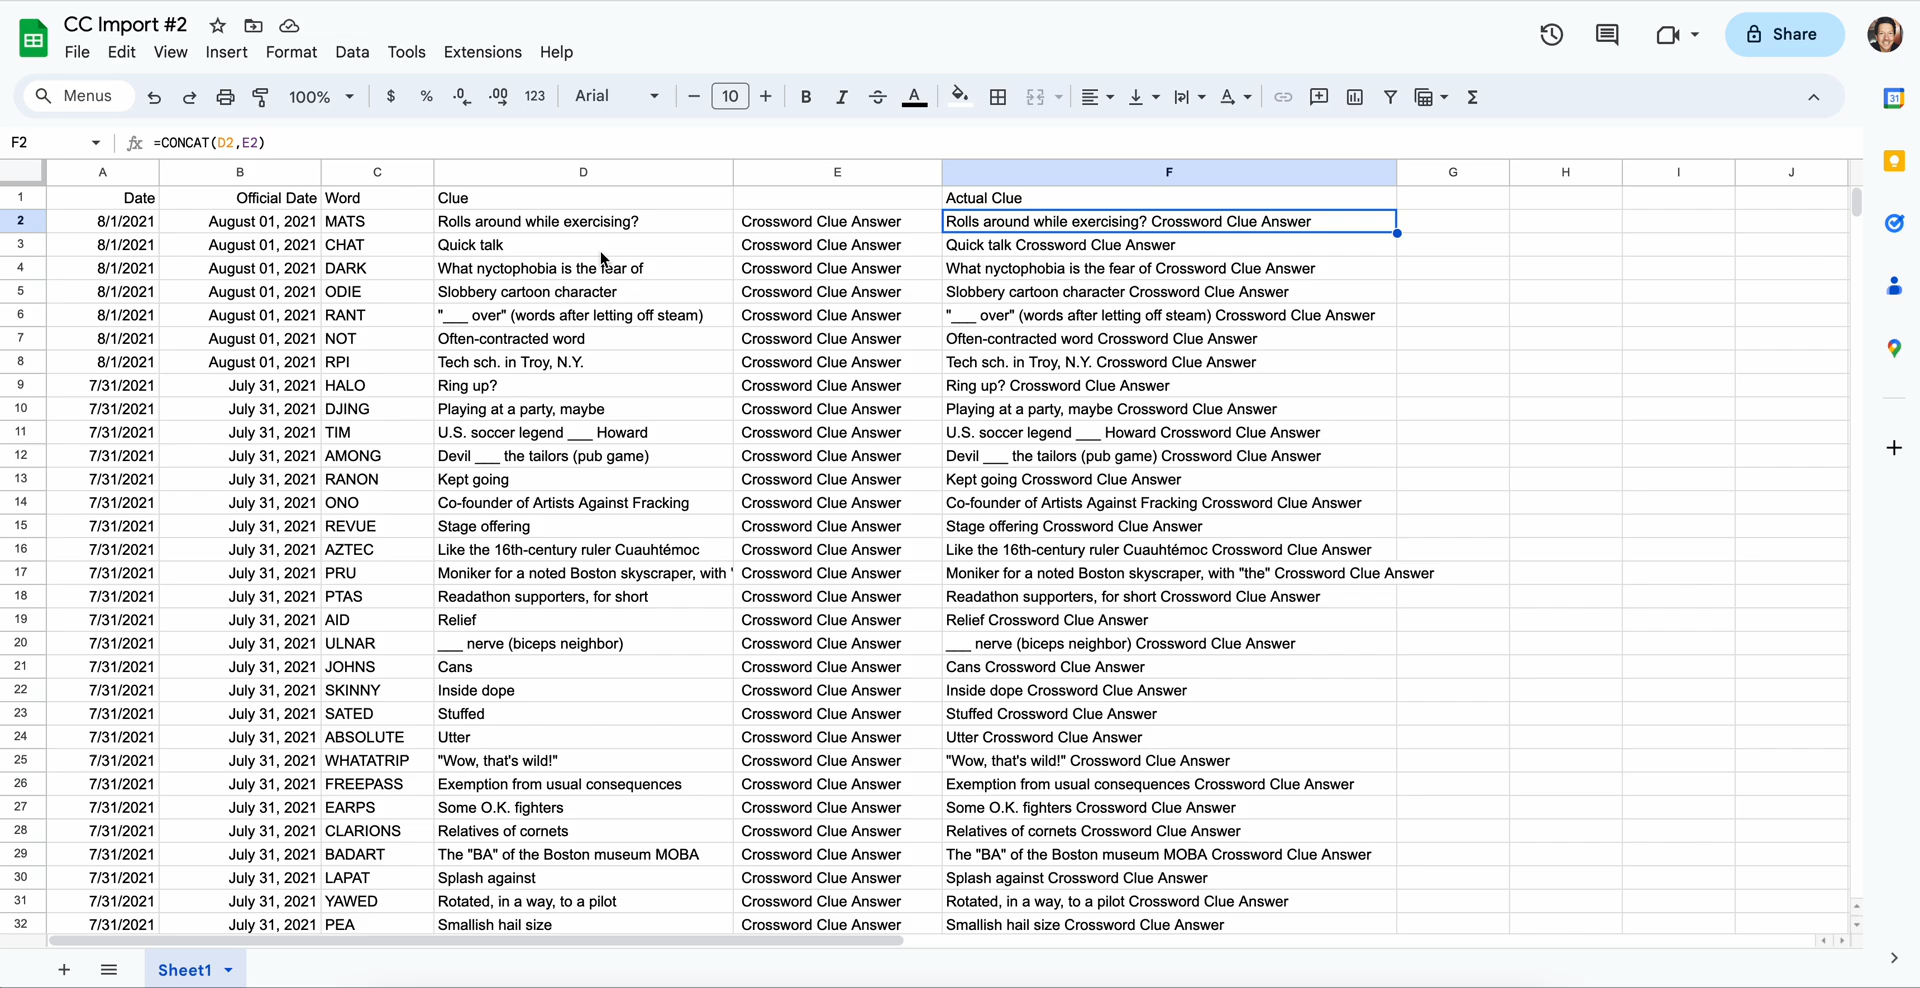 CC Import #2
File Edit View Insert Format Data Tools Extensions Help
Share
Menus 100% $ % .0 .00 123 Arial 10 B I A
31
F2 fx =CONCAT(D2,E2)
A B C D E F G H I J
1 Date Official Date Word Clue Actual Clue
2 8/1/2021 August 01, 2021 MATS Rolls around while exercising? Crossword Clue Answer Rolls around while exercising? Crossword Clue Answer
3 8/1/2021 August 01, 2021 CHAT Quick talk Crossword Clue Answer Quick talk Crossword Clue Answer
4 8/1/2021 August 01, 2021 DARK What nyctophobia is the fear of Crossword Clue Answer What nyctophobia is the fear of Crossword Clue Answer
5 8/1/2021 August 01, 2021 ODIE Slobbery cartoon character Crossword Clue Answer Slobbery cartoon character Crossword Clue Answer
6 8/1/2021 August 01, 2021 RANT "___ over" (words after letting off steam) Crossword Clue Answer "___ over" (words after letting off steam) Crossword Clue Answer
7 8/1/2021 August 01, 2021 NOT Often-contracted word Crossword Clue Answer Often-contracted word Crossword Clue Answer
8 8/1/2021 August 01, 2021 RPI Tech sch. in Troy, N.Y. Crossword Clue Answer Tech sch. in Troy, N.Y. Crossword Clue Answer
9 7/31/2021 July 31, 2021 HALO Ring up? Crossword Clue Answer Ring up? Crossword Clue Answer
10 7/31/2021 July 31, 2021 DJING Playing at a party, maybe Crossword Clue Answer Playing at a party, maybe Crossword Clue Answer
11 7/31/2021 July 31, 2021 TIM U.S. soccer legend ___ Howard Crossword Clue Answer U.S. soccer legend ___ Howard Crossword Clue Answer
12 7/31/2021 July 31, 2021 AMONG Devil ___ the tailors (pub game) Crossword Clue Answer Devil ___ the tailors (pub game) Crossword Clue Answer
13 7/31/2021 July 31, 2021 RANON Kept going Crossword Clue Answer Kept going Crossword Clue Answer
14 7/31/2021 July 31, 2021 ONO Co-founder of Artists Against Fracking Crossword Clue Answer Co-founder of Artists Against Fracking Crossword Clue Answer
15 7/31/2021 July 31, 2021 REVUE Stage offering Crossword Clue Answer Stage offering Crossword Clue Answer
16 7/31/2021 July 31, 2021 AZTEC Like the 16th-century ruler Cuauhtémoc Crossword Clue Answer Like the 16th-century ruler Cuauhtémoc Crossword Clue Answer
17 7/31/2021 July 31, 2021 PRU Moniker for a noted Boston skyscraper, with ' Crossword Clue Answer Moniker for a noted Boston skyscraper, with "the" Crossword Clue Answer
18 7/31/2021 July 31, 2021 PTAS Readathon supporters, for short Crossword Clue Answer Readathon supporters, for short Crossword Clue Answer
19 7/31/2021 July 31, 2021 AID Relief Crossword Clue Answer Relief Crossword Clue Answer
20 7/31/2021 July 31, 2021 ULNAR ___ nerve (biceps neighbor) Crossword Clue Answer ___ nerve (biceps neighbor) Crossword Clue Answer
21 7/31/2021 July 31, 2021 JOHNS Cans Crossword Clue Answer Cans Crossword Clue Answer
22 7/31/2021 July 31, 2021 SKINNY Inside dope Crossword Clue Answer Inside dope Crossword Clue Answer
23 7/31/2021 July 31, 2021 SATED Stuffed Crossword Clue Answer Stuffed Crossword Clue Answer
24 7/31/2021 July 31, 2021 ABSOLUTE Utter Crossword Clue Answer Utter Crossword Clue Answer
25 7/31/2021 July 31, 2021 WHATATRIP "Wow, that's wild!" Crossword Clue Answer "Wow, that's wild!" Crossword Clue Answer
26 7/31/2021 July 31, 2021 FREEPASS Exemption from usual consequences Crossword Clue Answer Exemption from usual consequences Crossword Clue Answer
27 7/31/2021 July 31, 2021 EARPS Some O.K. fighters Crossword Clue Answer Some O.K. fighters Crossword Clue Answer
28 7/31/2021 July 31, 2021 CLARIONS Relatives of cornets Crossword Clue Answer Relatives of cornets Crossword Clue Answer
29 7/31/2021 July 31, 2021 BADART The "BA" of the Boston museum MOBA Crossword Clue Answer The "BA" of the Boston museum MOBA Crossword Clue Answer
30 7/31/2021 July 31, 2021 LAPAT Splash against Crossword Clue Answer Splash against Crossword Clue Answer
31 7/31/2021 July 31, 2021 YAWED Rotated, in a way, to a pilot Crossword Clue Answer Rotated, in a way, to a pilot Crossword Clue Answer
32 7/31/2021 July 31, 2021 PEA Smallish hail size Crossword Clue Answer Smallish hail size Crossword Clue Answer
Sheet1